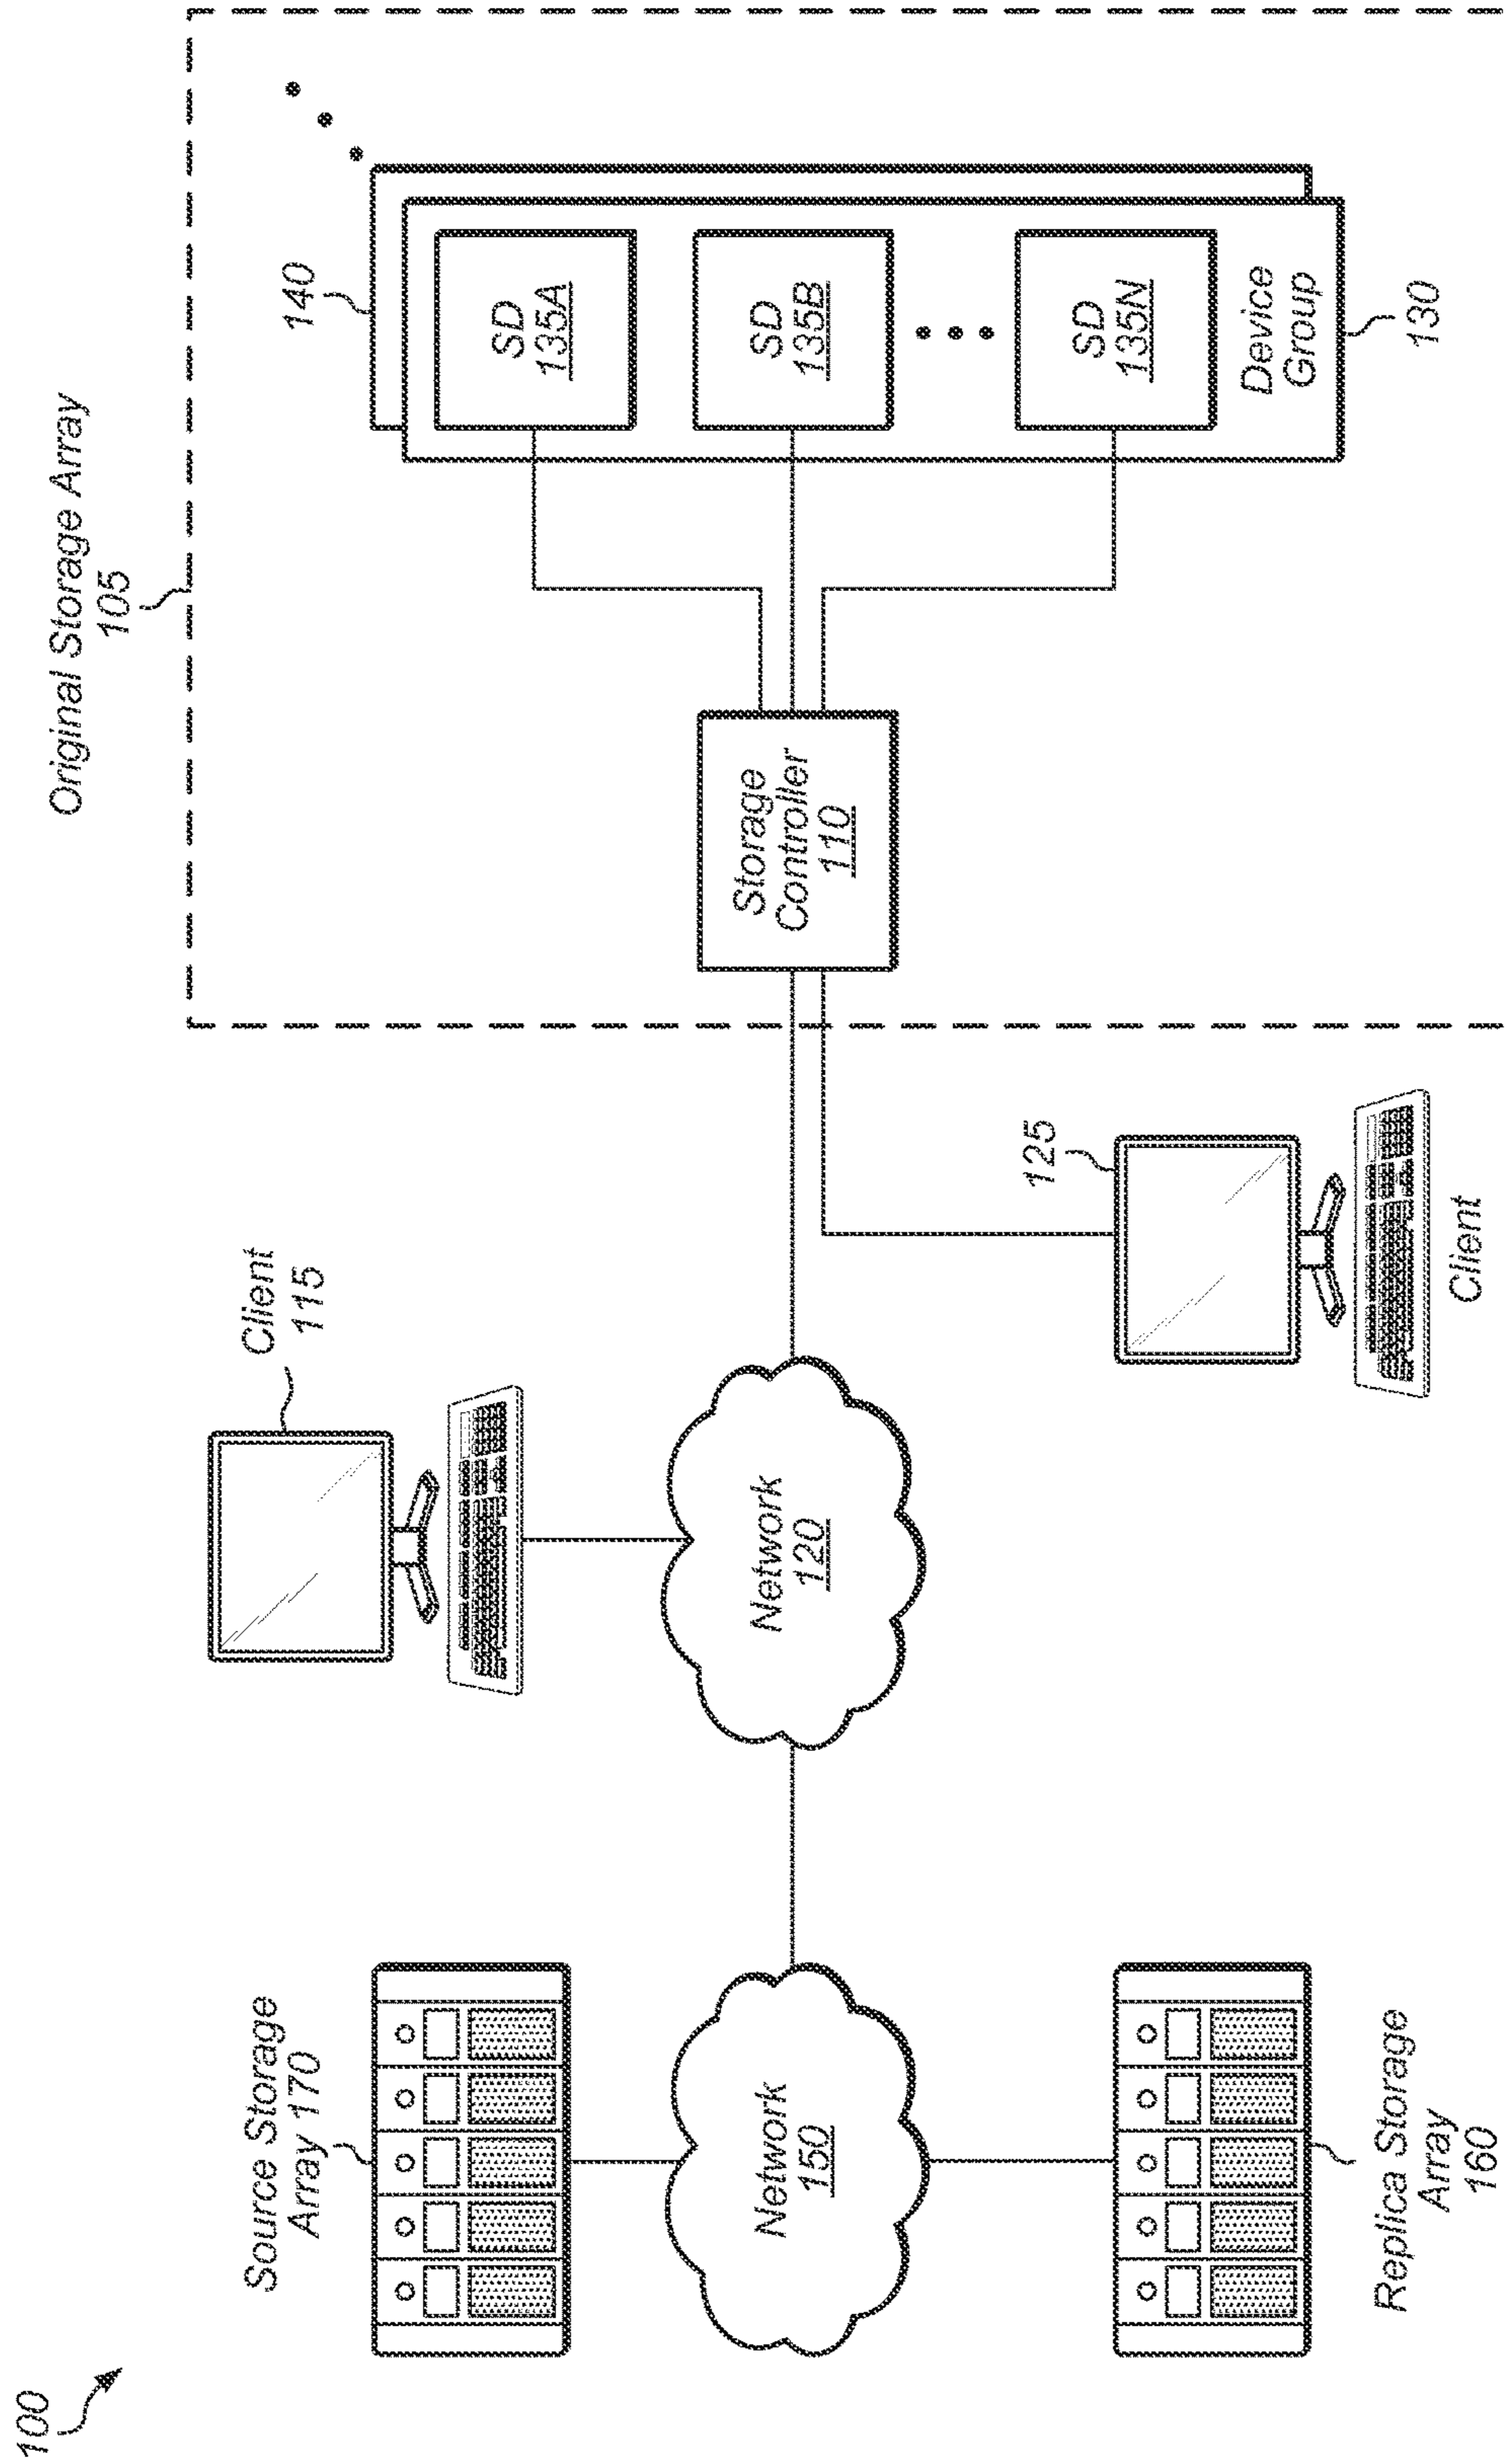 100
Original Storage Array
105
Source Storage
Array 170
Client
115
140
SD
135A
SD
135B
SD
135N
Device
Group
130
Storage
Controller
110
Network
150
Network
120
125
Client
Replica Storage
Array
160